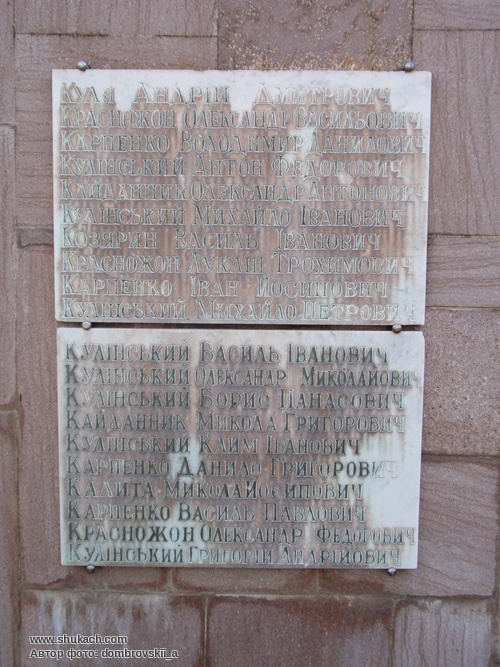 КУЛЯ АНДРІЙ ДМИТРОВИЧ
КРАСНОЖОН ОЛЕКСАНДР ВАСИЛЬОВИЧ
КАРПЕНКО ВОЛОДИМИР ДАНИЛОВИЧ
КУЛІНСЬКИЙ АНТОН ФЕДОРОВИЧ
КАЙДАННИК ОЛЕКСАНДР АНТОНОВИЧ
КУЛІНСЬКИЙ МИХАЙЛО ІВАНОВИЧ
КОЗЯРИН ВАСИЛЬ ІВАНОВИЧ
КРАСНОЖОН ЛУКАШ ТРОХИМОВИЧ
КАРПЕНКО ІВАН ЙОСИПОВИЧ
КУЛІНСЬКИЙ МИХАЙЛО ПЕТРОВИЧ
КУЛІНСЬКИЙ ВАСИЛЬ ІВАНОВИЧ
КУЛІНСЬКИЙ ОЛЕКСАНДР МИКОЛАЙОВИЧ
КУЛІНСЬКИЙ БОРИС ПАНАСОВИЧ
КАЙДАННИК МИКОЛА ГРИГОРОВИЧ
КУЛІНСЬКИЙ КЛИМ ІВАНОВИЧ
КАРПЕНКО ДАНИЛО ГРИГОРОВИЧ
КАЛИТА МИКОЛА ЙОСИПОВИЧ
КАРПЕНКО ВАСИЛЬ ПАВЛОВИЧ
КРАСНОЖОН ОЛЕКСАНДР ФЕДОРОВИЧ
КУЛІНСЬКИЙ ГРИГОРІЙ АНДРІЙОВИЧ
www.shukach.com
Автор фото: dombrovskii_a